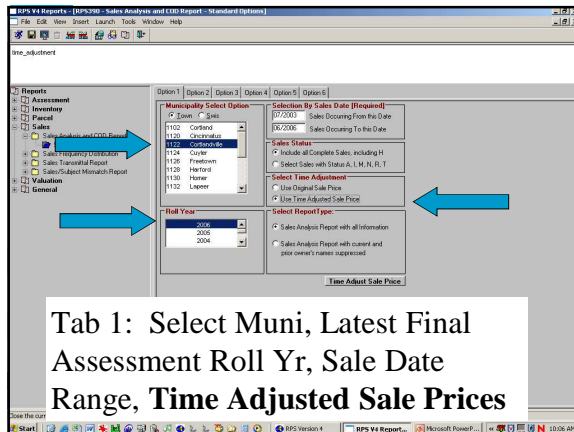 RPS V4 Reports - [RPS390 - Sales Analysis and COD Report - Standard Options]
File Edit View Insert Launch Tools Window Help
time_adjustment
Reports
Assessment
Inventory
Parcel
Sales
Sales Analysis and COD Report
Sales Frequency Distribution
Sales Transmittal Report
Sales/Subject Mismatch Report
Valuation
General
Option 1 Option 2 Option 3 Option 4 Option 5 Option 6
Municipality Select Option
Town Swis
1102 Cortland
1120 Cincinnatus
1122 Cortlandville
1124 Cuyler
1126 Freetown
1128 Harford
1130 Homer
1132 Lapeer
Roll Year
2006
2005
2004
Selection By Sales Date [Required]
07/2003 Sales Occurring From this Date
06/2006 Sales Occurring To this Date
Sales Status
Include all Complete Sales, including H
Select Sales with Status A, I, M, N, R, T
Select Time Adjustment
Use Original Sale Price
Use Time Adjusted Sale Price
Select ReportType:
Sales Analysis Report with all Information
Sales Analysis Report with current and
prior owner's names suppressed
Time Adjust Sale Price
Tab 1: Select Muni, Latest Final
Assessment Roll Yr, Sale Date
Range, Time Adjusted Sale Prices
Close the curr
Start RPS Version 4 RPS V4 Report... Microsoft PowerP... 10:06 AM